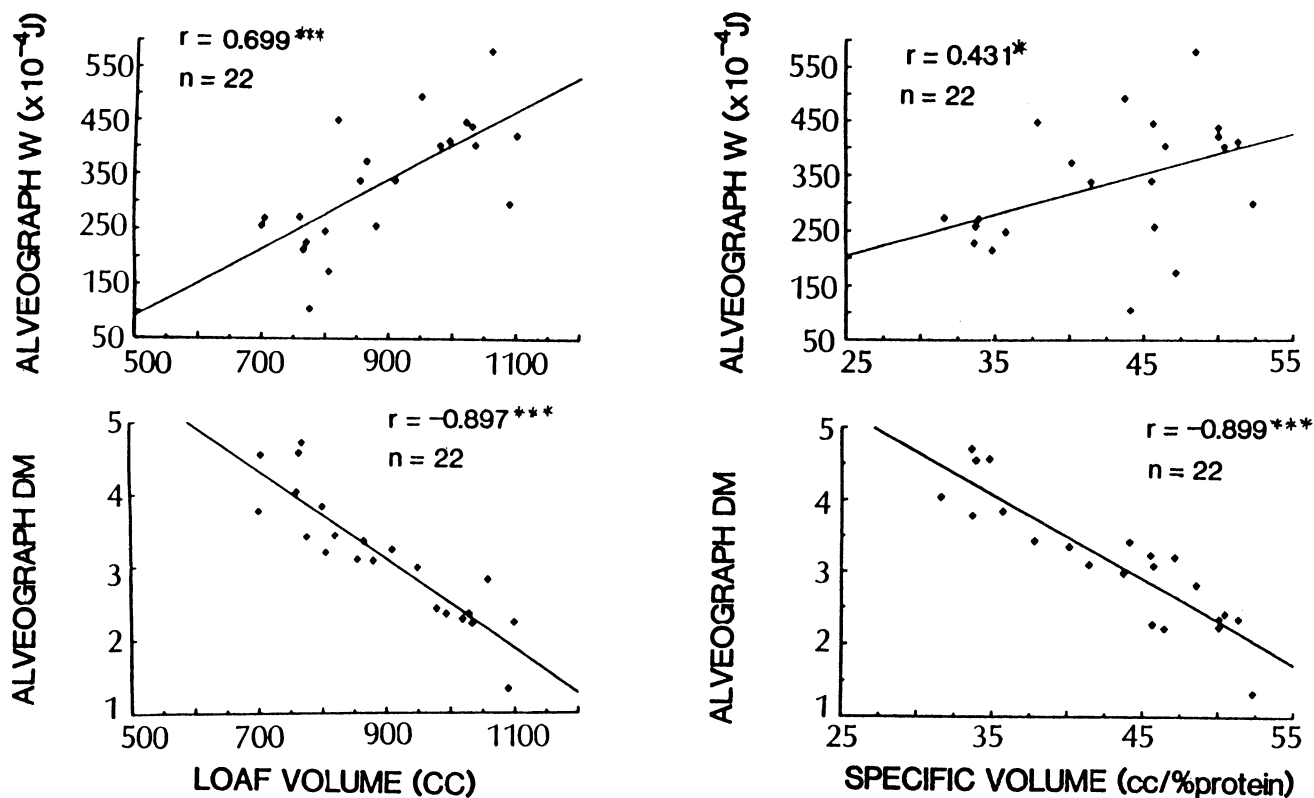 ALVEOGRAPH W (x10⁻⁴J)
r = 0.699***
n = 22
550
450
350
250
150
50
500
700
900
1100
ALVEOGRAPH W (x10⁻⁴J)
r = 0.431*
n = 22
550
450
350
250
150
50
25
35
45
55
ALVEOGRAPH DM
r = -0.897***
n = 22
5
4
3
2
1
500
700
900
1100
LOAF VOLUME (CC)
ALVEOGRAPH DM
r = -0.899***
n = 22
5
4
3
2
1
25
35
45
55
SPECIFIC VOLUME (cc/%protein)